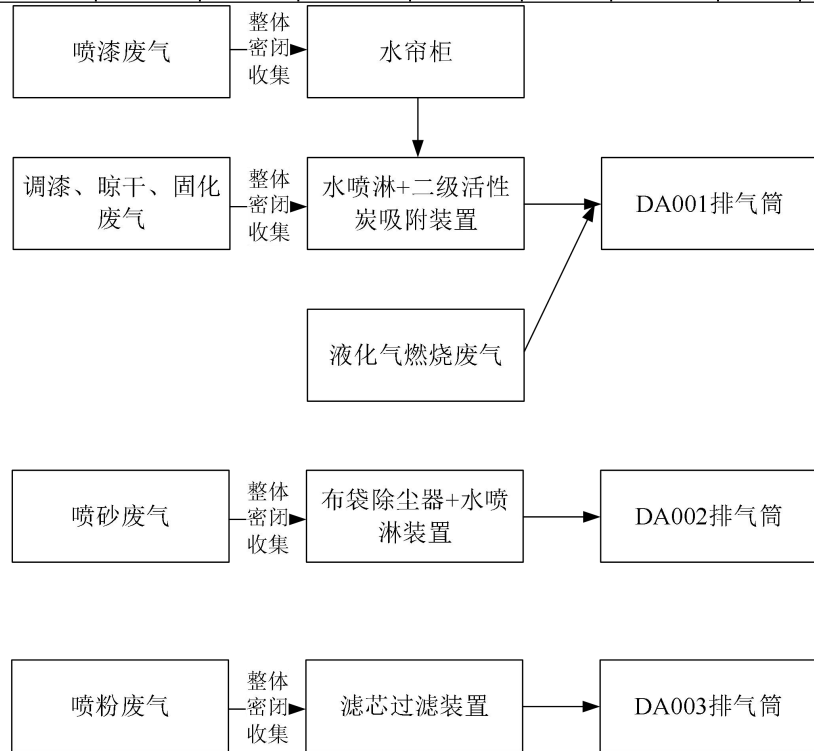 喷漆废气
整体
密闭
收集
水帘柜
调漆、晾干、固化
废气
整体
密闭
收集
水喷淋+二级活性
炭吸附装置
DA001排气筒
液化气燃烧废气
喷砂废气
整体
密闭
收集
布袋除尘器+水喷
淋装置
DA002排气筒
喷粉废气
整体
密闭
收集
滤芯过滤装置
DA003排气筒